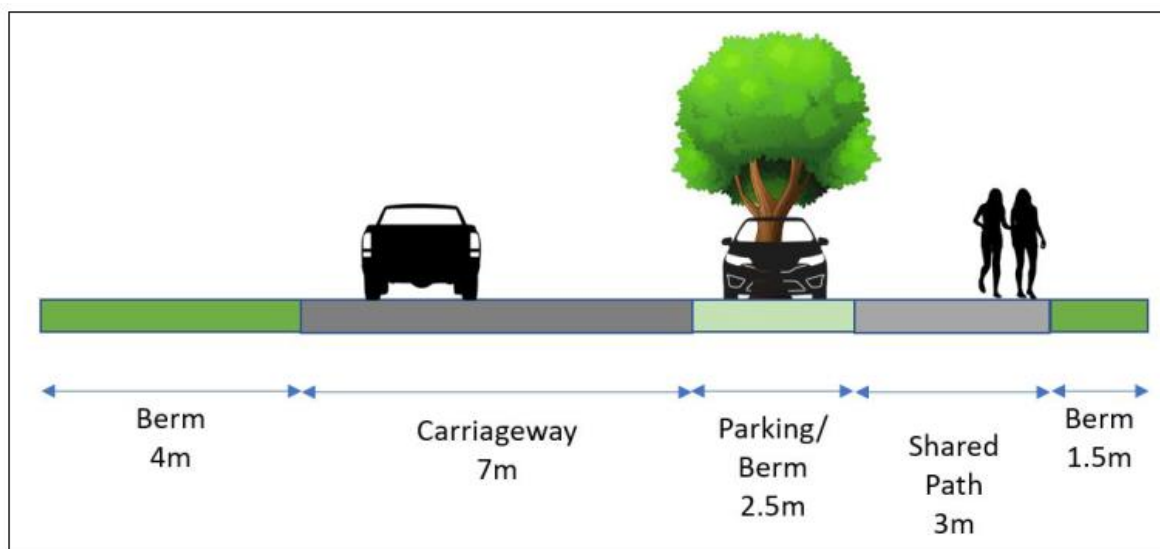 Berm
4m
Carriageway
7m
Parking/
Berm
2.5m
Shared
Path
3m
Berm
1.5m